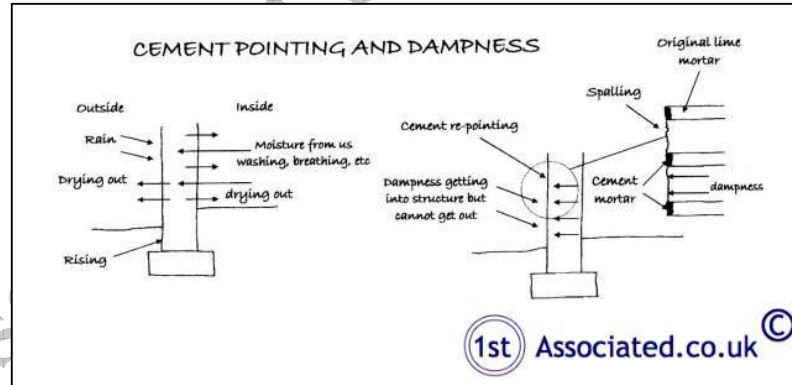 CEMENT POINTING AND DAMPNESS
Outside
Inside
Rain
Moisture from us
washing, breathing, etc
Drying out
drying out
Rising
Original lime
mortar
Spalling
Cement re-pointing
Dampness getting
into structure but
cannot get out
Cement
mortar
dampness
1st Associated.co.uk ©